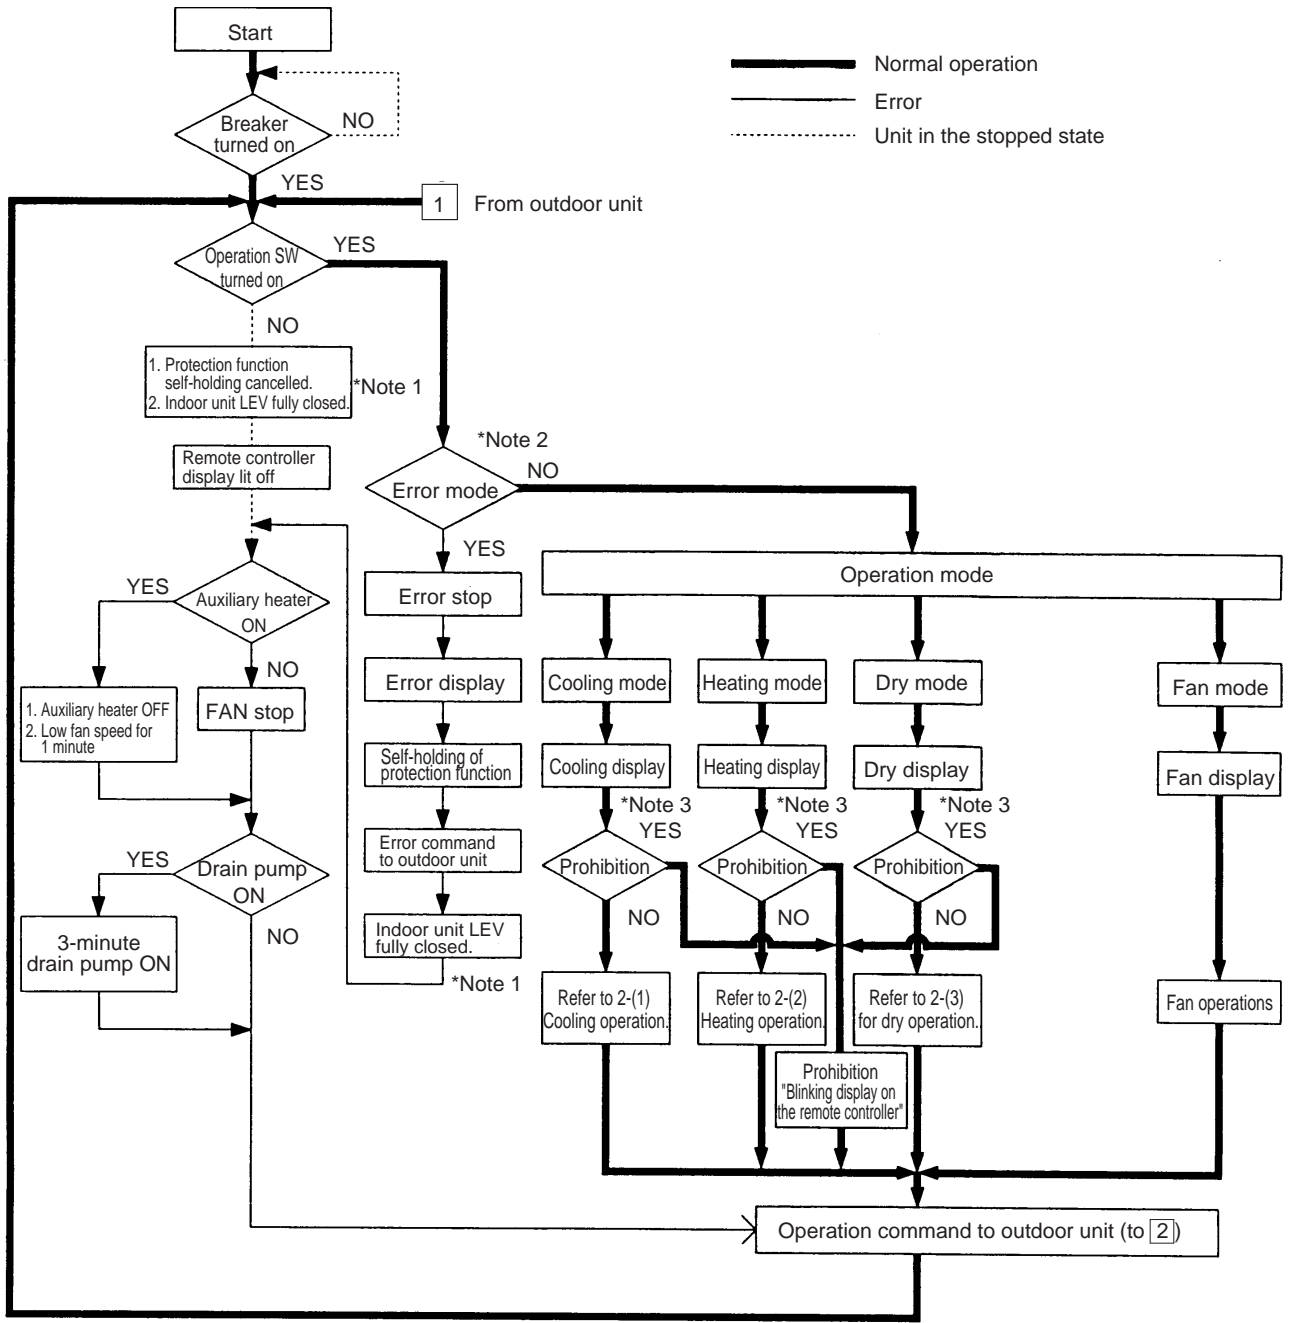 Start
Normal operation
Error
Unit in the stopped state
Breaker
turned on
NO
YES
1 From outdoor unit
Operation SW
turned on
YES
NO
1. Protection function
self-holding cancelled.
2. Indoor unit LEV fully closed.
*Note 1
Remote controller
display lit off
*Note 2
Error mode
NO
YES
Auxiliary heater
ON
YES
NO
1. Auxiliary heater OFF
2. Low fan speed for
1 minute
FAN stop
Drain pump
ON
YES
NO
3-minute
drain pump ON
Error stop
Error display
Self-holding of
protection function
Error command
to outdoor unit
Indoor unit LEV
fully closed.
*Note 1
Operation mode
Cooling mode
Heating mode
Dry mode
Fan mode
Cooling display
Heating display
Dry display
Fan display
*Note 3
YES
*Note 3
YES
*Note 3
YES
Prohibition
Prohibition
Prohibition
NO
NO
NO
Refer to 2-(1)
Cooling operation.
Refer to 2-(2)
Heating operation.
Refer to 2-(3)
for dry operation..
Fan operations
Prohibition
"Blinking display on
the remote controller"
Operation command to outdoor unit (to 2)